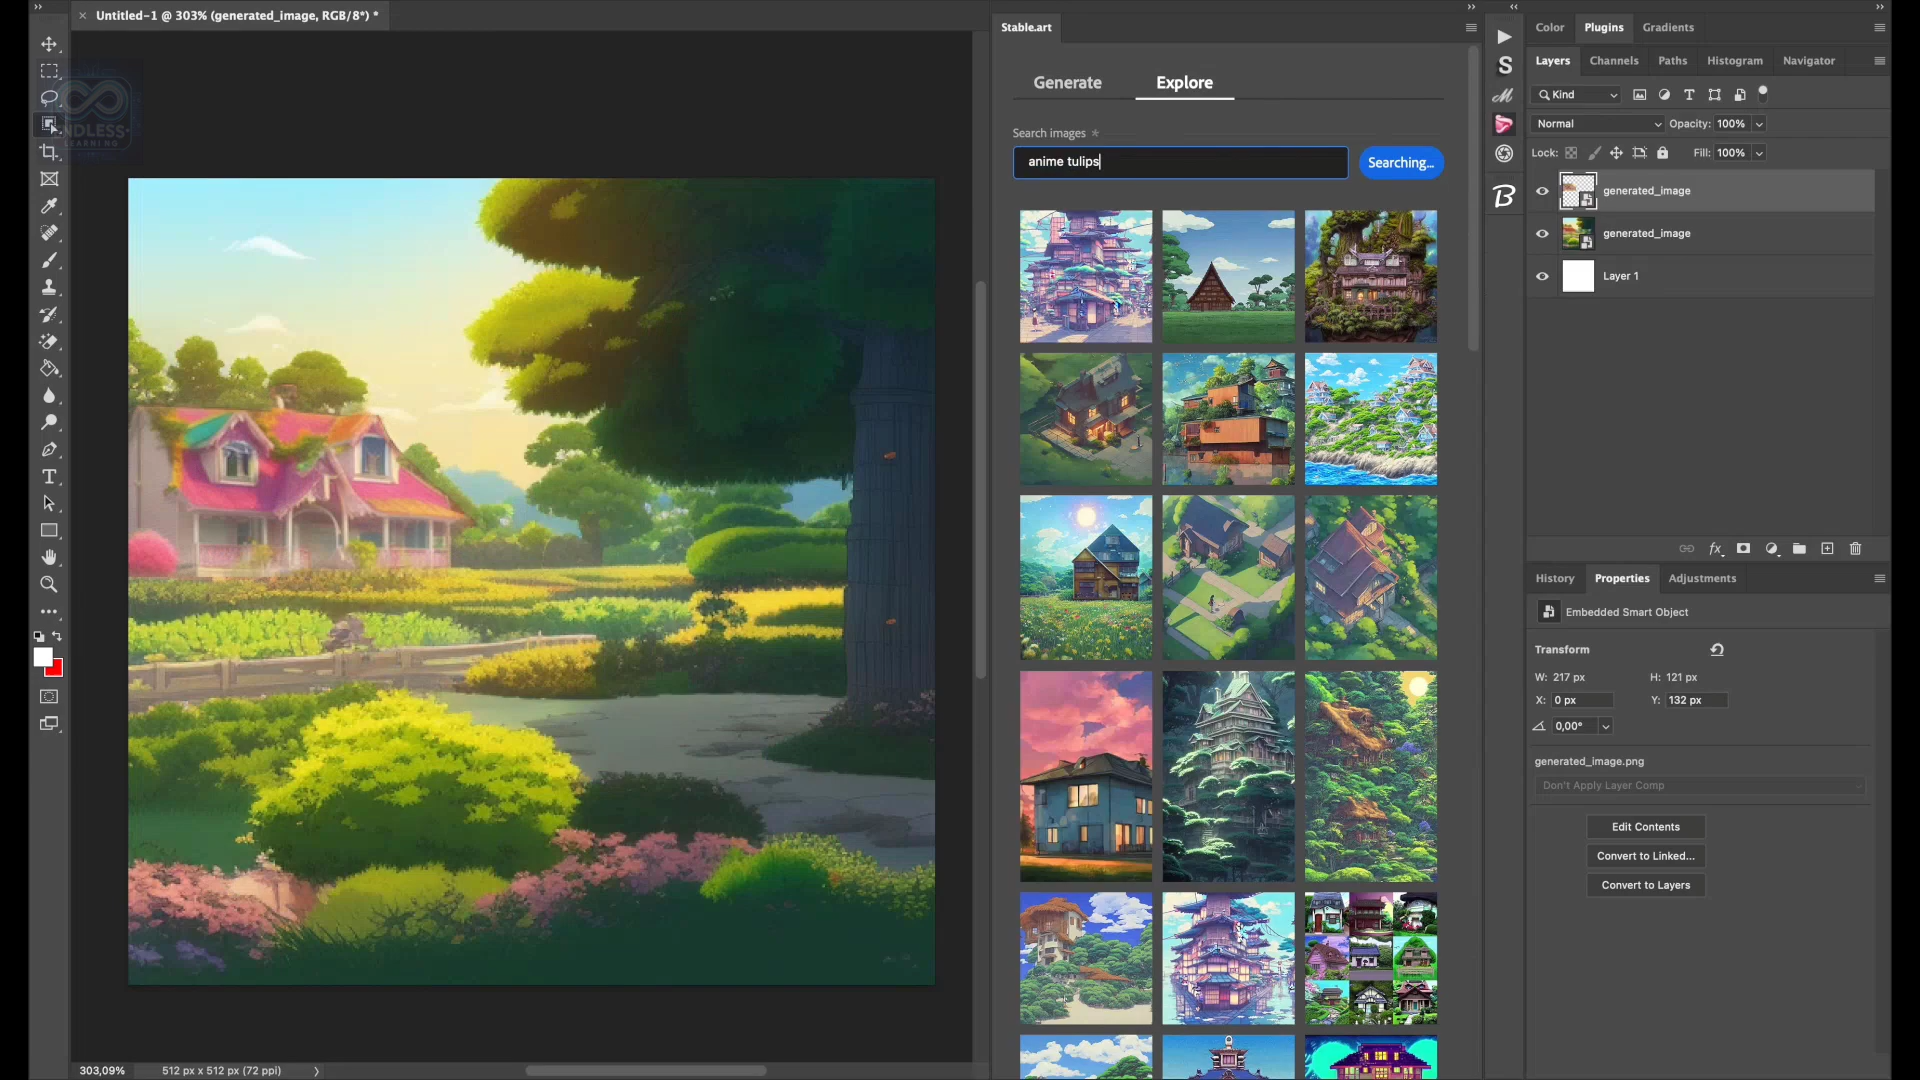 Untitled-1 @ 303% (generated_image, RGB/8*) *
NDLESS
LEARNING
303,09%
512 px x 512 px (72 ppi)
Stable.art
Generate
Explore
Search images *
anime tulips
Searching...
Color
Plugins
Gradients
Layers
Channels
Paths
Histogram
Navigator
Kind
Normal
Opacity: 100%
Lock:
Fill: 100%
generated_image
generated_image
Layer 1
fx
History
Properties
Adjustments
Embedded Smart Object
Transform
W: 217 px
H: 121 px
X: 0 px
Y: 132 px
0,00°
generated_image.png
Don't Apply Layer Comp
Edit Contents
Convert to Linked...
Convert to Layers